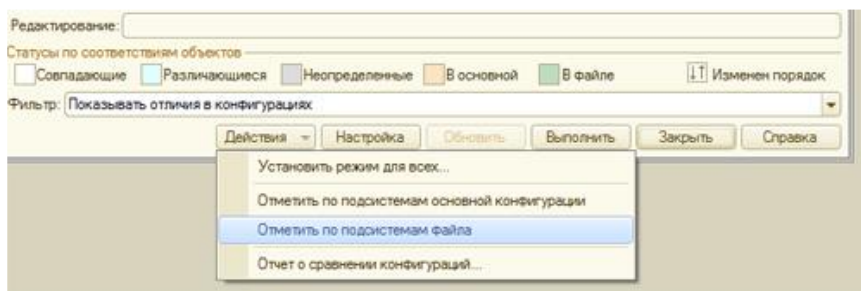 Редактирование:
Статусы по соответствиям объектов
Совпадающие Различающиеся Неопределенные В основной В файле Изменен порядок
Фильтр: Показывать отличия в конфигурациях
Действия Настройка Обновить Выполнить Закрыть Справка
Установить режим для всех...
Отметить по подсистемам основной конфигурации
Отметить по подсистемам файла
Отчет о сравнении конфигураций...